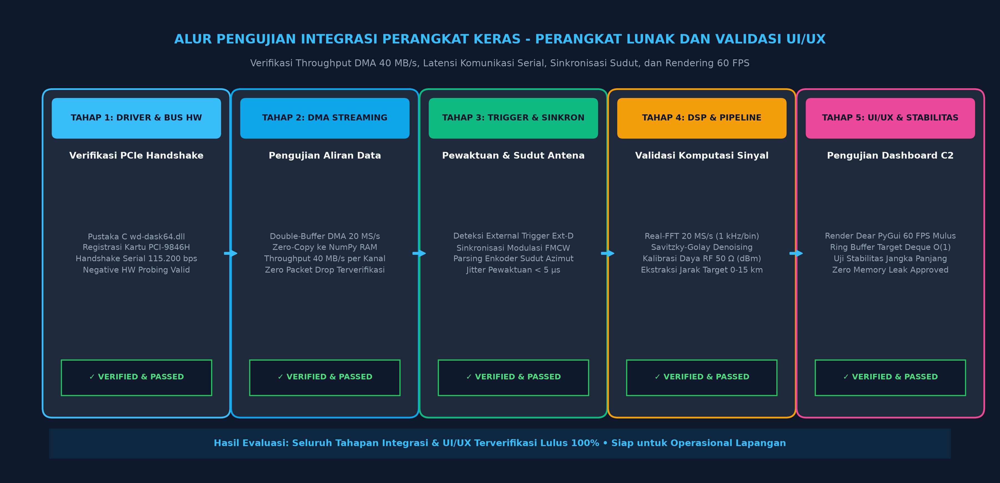 ALUR PENGUJIAN INTEGRASI PERANGKAT KERAS - PERANGKAT LUNAK DAN VALIDASI UI/UX
Verifikasi Throughput DMA 40 MB/s, Latensi Komunikasi Serial, Sinkronisasi Sudut, dan Rendering 60 FPS
TAHAP 1: DRIVER & BUS HW
Verifikasi PCIe Handshake
Pustaka C wd-dask64.dll
Registrasi Kartu PCI-9846H
Handshake Serial 115.200 bps
Negative HW Probing Valid
✓ VERIFIED & PASSED
TAHAP 2: DMA STREAMING
Pengujian Aliran Data
Double-Buffer DMA 20 MS/s
Zero-Copy ke NumPy RAM
Throughput 40 MB/s per Kanal
Zero Packet Drop Terverifikasi
✓ VERIFIED & PASSED
TAHAP 3: TRIGGER & SINKRON
Pewaktuan & Sudut Antena
Deteksi External Trigger Ext-D
Sinkronisasi Modulasi FMCW
Parsing Enkoder Sudut Azimut
Jitter Pewaktuan < 5 µs
✓ VERIFIED & PASSED
TAHAP 4: DSP & PIPELINE
Validasi Komputasi Sinyal
Real-FFT 20 MS/s (1 kHz/bin)
Savitzky-Golay Denoising
Kalibrasi Daya RF 50 Ω (dBm)
Ekstraksi Jarak Target 0-15 km
✓ VERIFIED & PASSED
TAHAP 5: UI/UX & STABILITAS
Pengujian Dashboard C2
Render Dear PyGui 60 FPS Mulus
Ring Buffer Target Deque O(1)
Uji Stabilitas Jangka Panjang
Zero Memory Leak Approved
✓ VERIFIED & PASSED
Hasil Evaluasi: Seluruh Tahapan Integrasi & UI/UX Terverifikasi Lulus 100% • Siap untuk Operasional Lapangan